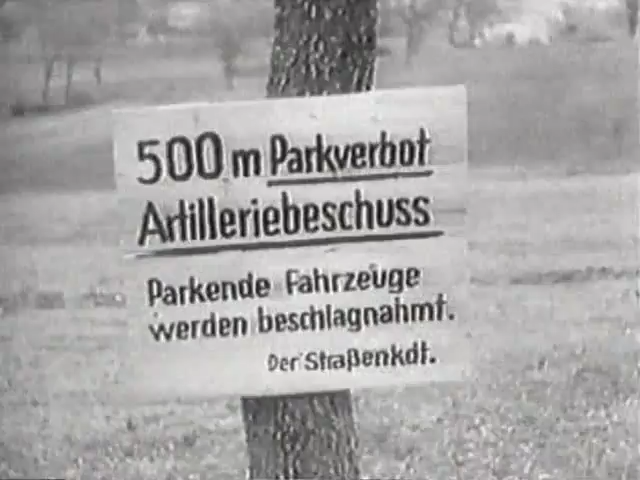 500 m Parkverbot
Artilleriebeschuss
Parkende Fahrzeuge
werden beschlagnahmt.
Der Straßenkdt.